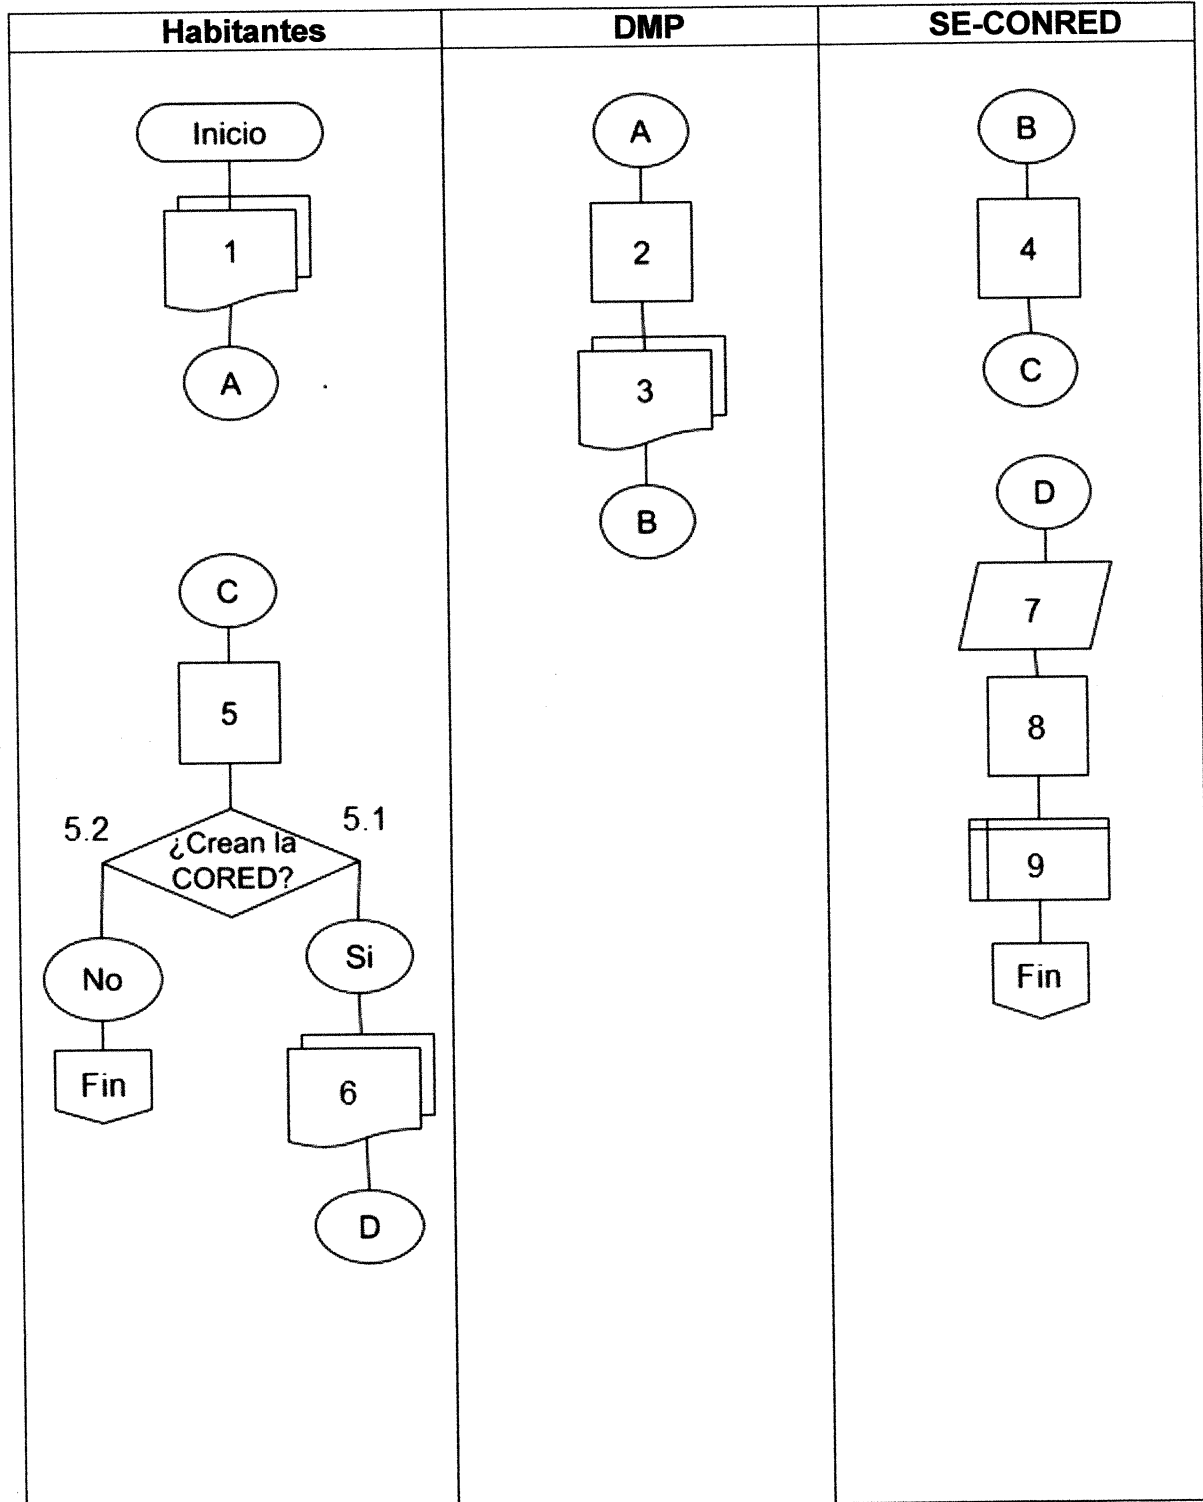 Habitantes
DMP
SE-CONRED
Inicio
1
A
C
5
5.2
5.1
¿Crean la
CORED?
No
Si
Fin
6
D
A
2
3
B
B
4
C
D
7
8
9
Fin